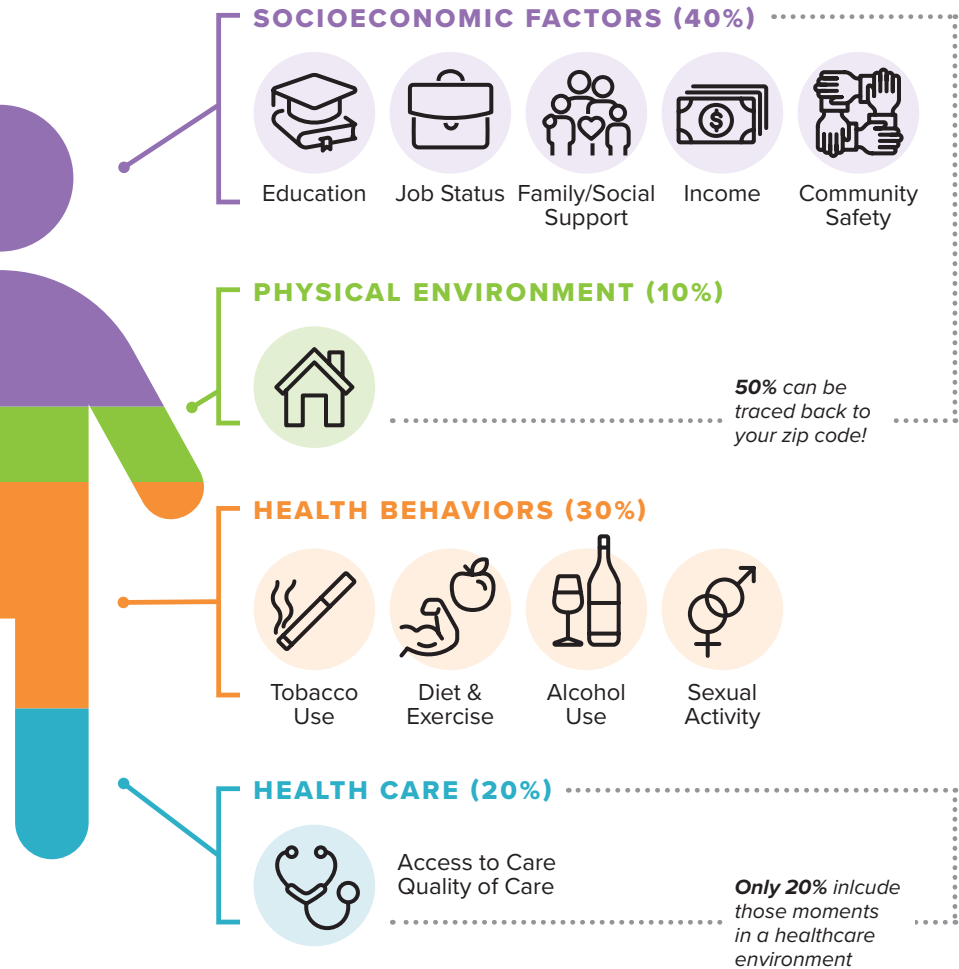 SOCIOECONOMIC FACTORS (40%)
$
Education
Job Status
Family/Social
Support
Income
Community
Safety
PHYSICAL ENVIRONMENT (10%)
50% can be
traced back to
your zip code!
HEALTH BEHAVIORS (30%)
Tobacco
Use
Diet &
Exercise
Alcohol
Use
Sexual
Activity
HEALTH CARE (20%)
Access to Care
Quality of Care
Only 20% inlcude
those moments
in a healthcare
environment